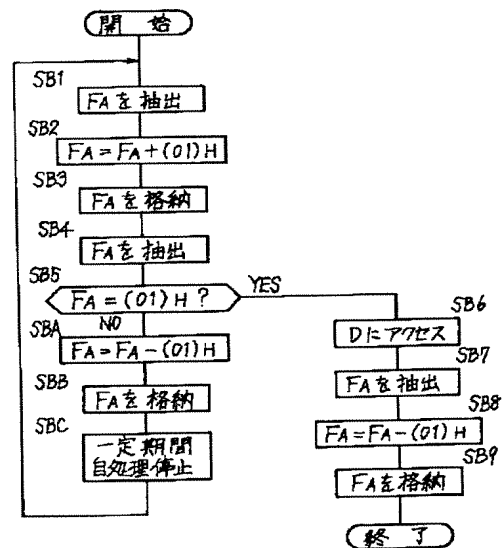 開始
SB1
FAを抽出
SB2
FA=FA+(01)H
SB3
FAを格納
SB4
FAを抽出
SB5
FA=(01)H?
YES
NO
SBA
FA=FA-(01)H
SBB
FAを格納
SBC
一定期間
自処理停止
SB6
Dにアクセス
SB7
FAを抽出
SB8
FA=FA-(01)H
SB9
FAを格納
終了